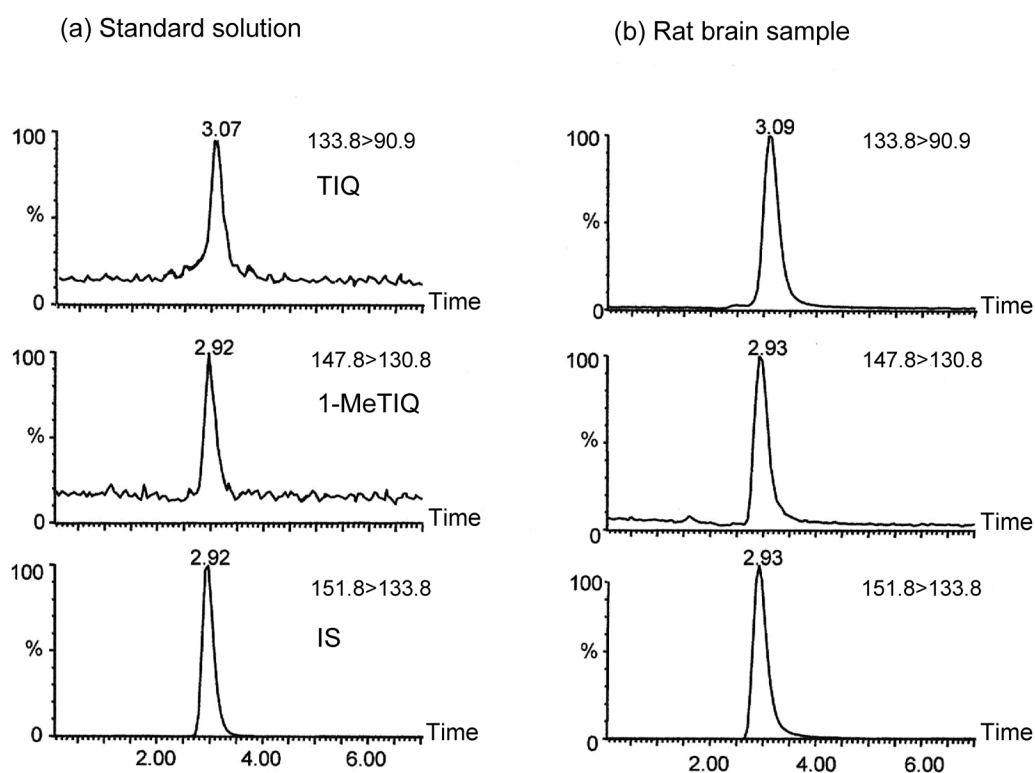 (a) Standard solution
3.07
100
133.8>90.9
TIQ
%
0
Time
2.92
100
147.8>130.8
1-MeTIQ
%
0
Time
2.92
100
151.8>133.8
%
IS
0
Time
2.00 4.00 6.00
(b) Rat brain sample
3.09
100
133.8>90.9
%
0
Time
2.93
100
147.8>130.8
%
0
Time
2.93
100
151.8>133.8
%
0
Time
2.00 4.00 6.00